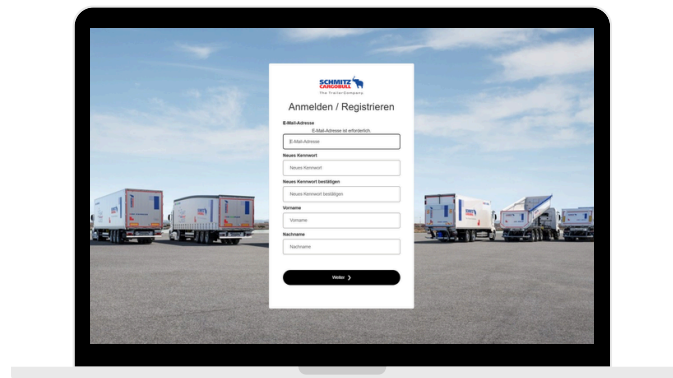 SCHMITZ
CARGOBULL
The Trailer Company.
Anmelden / Registrieren
E-Mail-Adresse
E-Mail-Adresse ist erforderlich.
E-Mail-Adresse
Neues Kennwort
Neues Kennwort
Neues Kennwort bestätigen
Neues Kennwort bestätigen
Vorname
Vorname
Nachname
Nachname
Weiter ❯